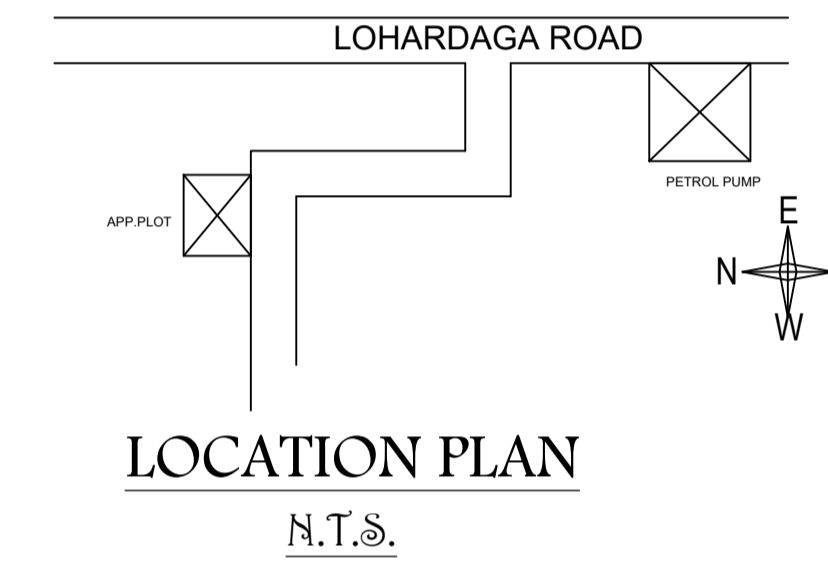 LOHARDAGA ROAD
PETROL PUMP
APP.PLOT
E
N
W
LOCATION PLAN
N.T.S.